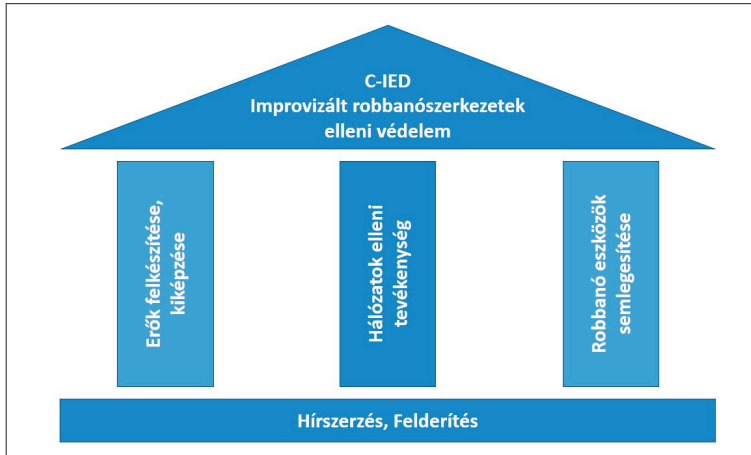 C-IED
Improvizált robbanószerkezetek
elleni védelem
Erők felkészítése,
kiképzése
Hálózatok elleni
tevékenység
Robbanó eszközök
semlegesítése
Hírszerzés, Felderítés